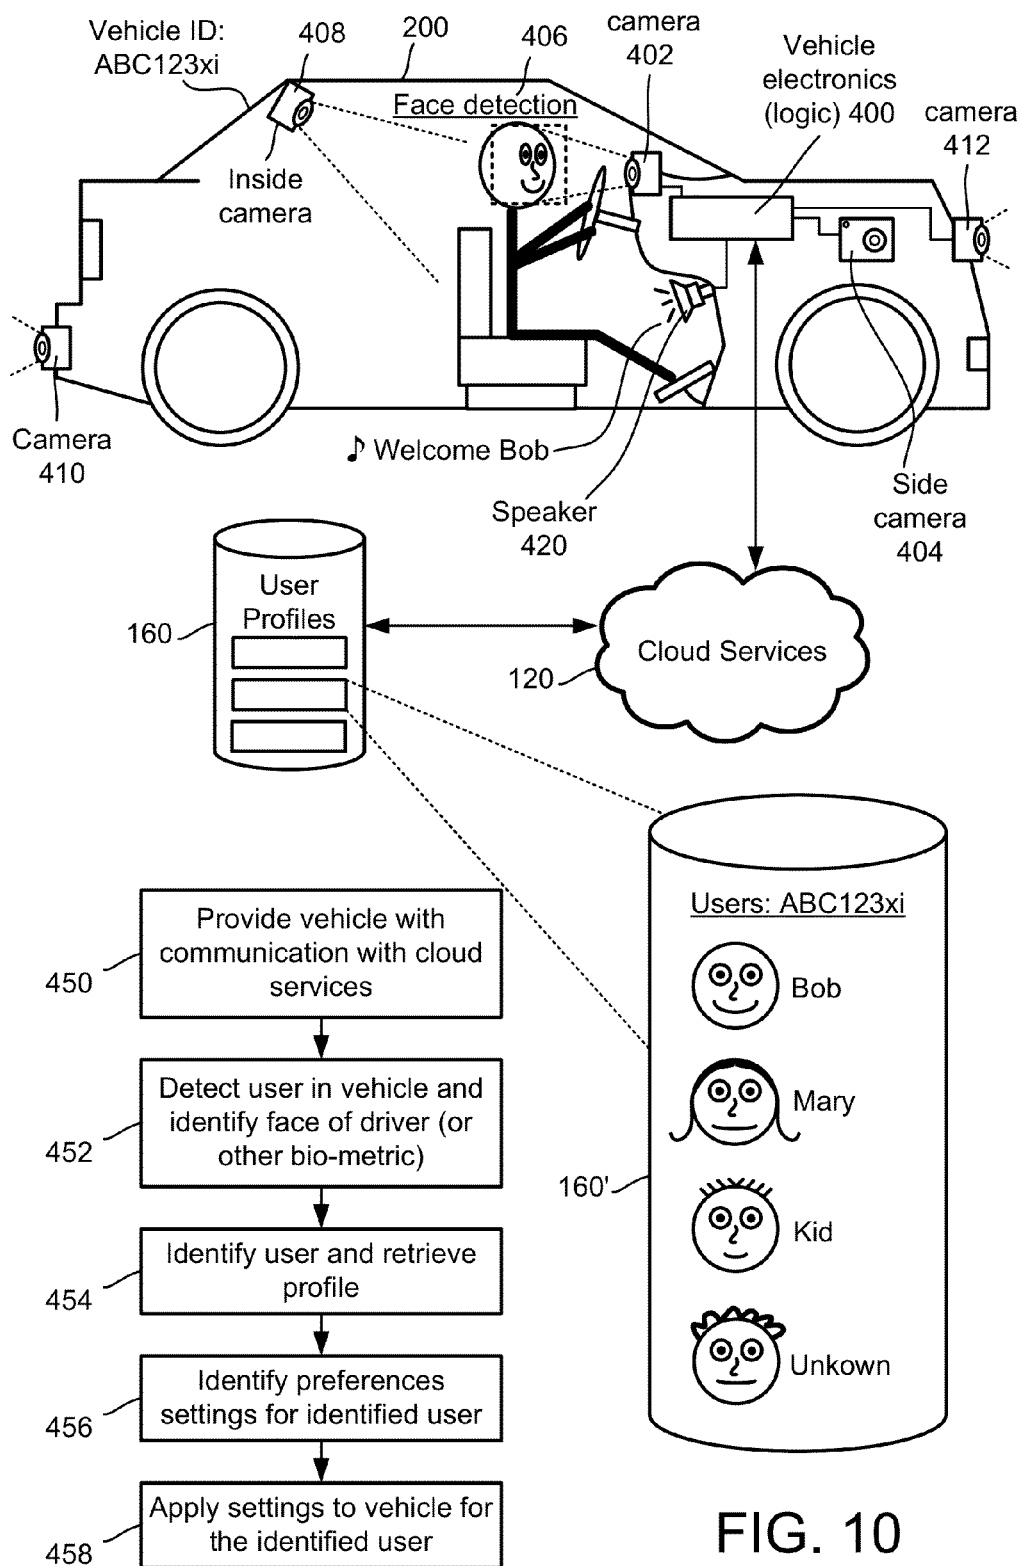 Vehicle ID:
ABC123xi
408
200
406
camera
402
Vehicle
electronics
(logic) 400
camera
412
Face detection
Inside
camera
Camera
410
♪ Welcome Bob
Speaker
420
Side
camera
404
User
Profiles
160
Cloud Services
120
Users: ABC123xi
Bob
Mary
Kid
Unkown
160'
Provide vehicle with
communication with cloud
services
450
Detect user in vehicle and
identify face of driver (or
other bio-metric)
452
Identify user and retrieve
profile
454
Identify preferences
settings for identified user
456
Apply settings to vehicle for
the identified user
458
FIG. 10